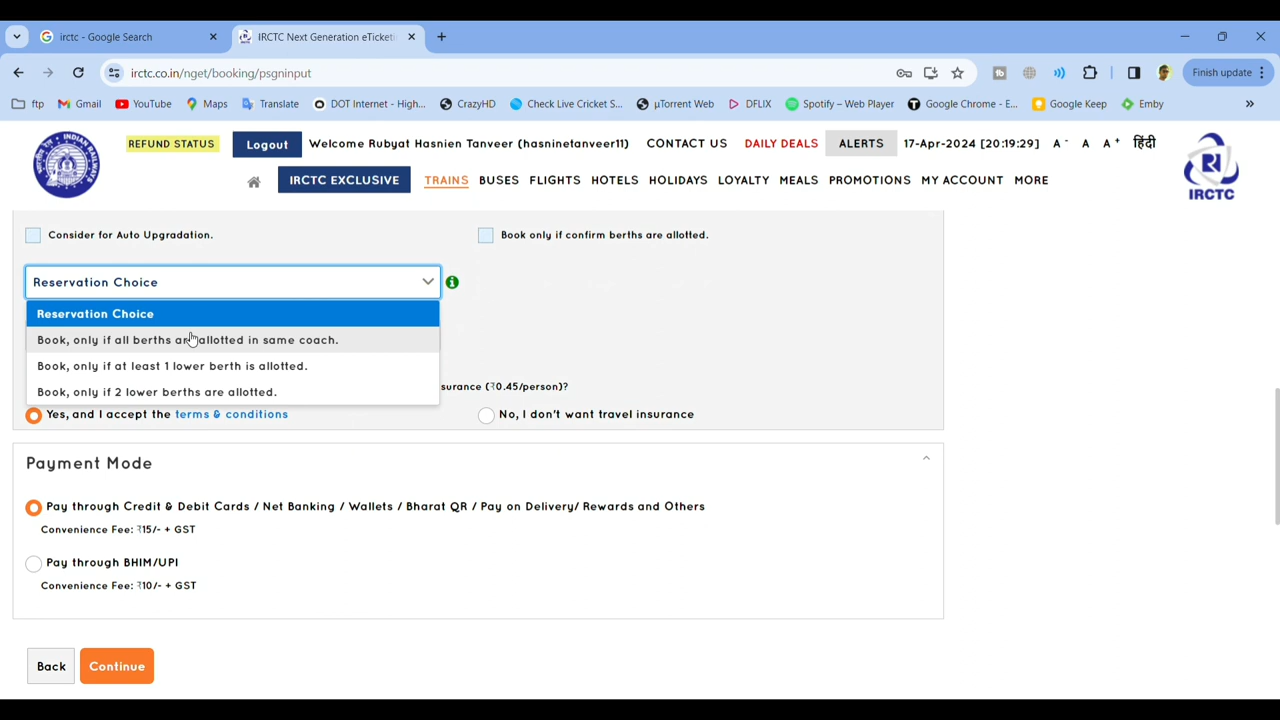 irctc - Google Search
IRCTC Next Generation eTicketi
irctc.co.in/nget/booking/psgninput
Finish update
ftp
Gmail
YouTube
Maps
Translate
DOT Internet - High...
CrazyHD
Check Live Cricket S...
µTorrent Web
DFLIX
Spotify – Web Player
Google Chrome - E...
Google Keep
Emby
REFUND STATUS
Logout
Welcome Rubyat Hasnien Tanveer (hasninetanveer11)
CONTACT US
DAILY DEALS
ALERTS
17-Apr-2024 [20:19:29]
A-
A
A+
हिंदी
IRCTC EXCLUSIVE
TRAINS
BUSES
FLIGHTS
HOTELS
HOLIDAYS
LOYALTY
MEALS
PROMOTIONS
MY ACCOUNT
MORE
INDIAN RAILWAYS
IRCTC
Consider for Auto Upgradation.
Book only if confirm berths are allotted.
Reservation Choice
Reservation Choice
Book, only if all berths are allotted in same coach.
Book, only if at least 1 lower berth is allotted.
Book, only if 2 lower berths are allotted.
surance (₹0.45/person)?
Yes, and I accept the terms & conditions
No, I don't want travel insurance
Payment Mode
Pay through Credit & Debit Cards / Net Banking / Wallets / Bharat QR / Pay on Delivery/ Rewards and Others
Convenience Fee: ₹15/- + GST
Pay through BHIM/UPI
Convenience Fee: ₹10/- + GST
Back
Continue